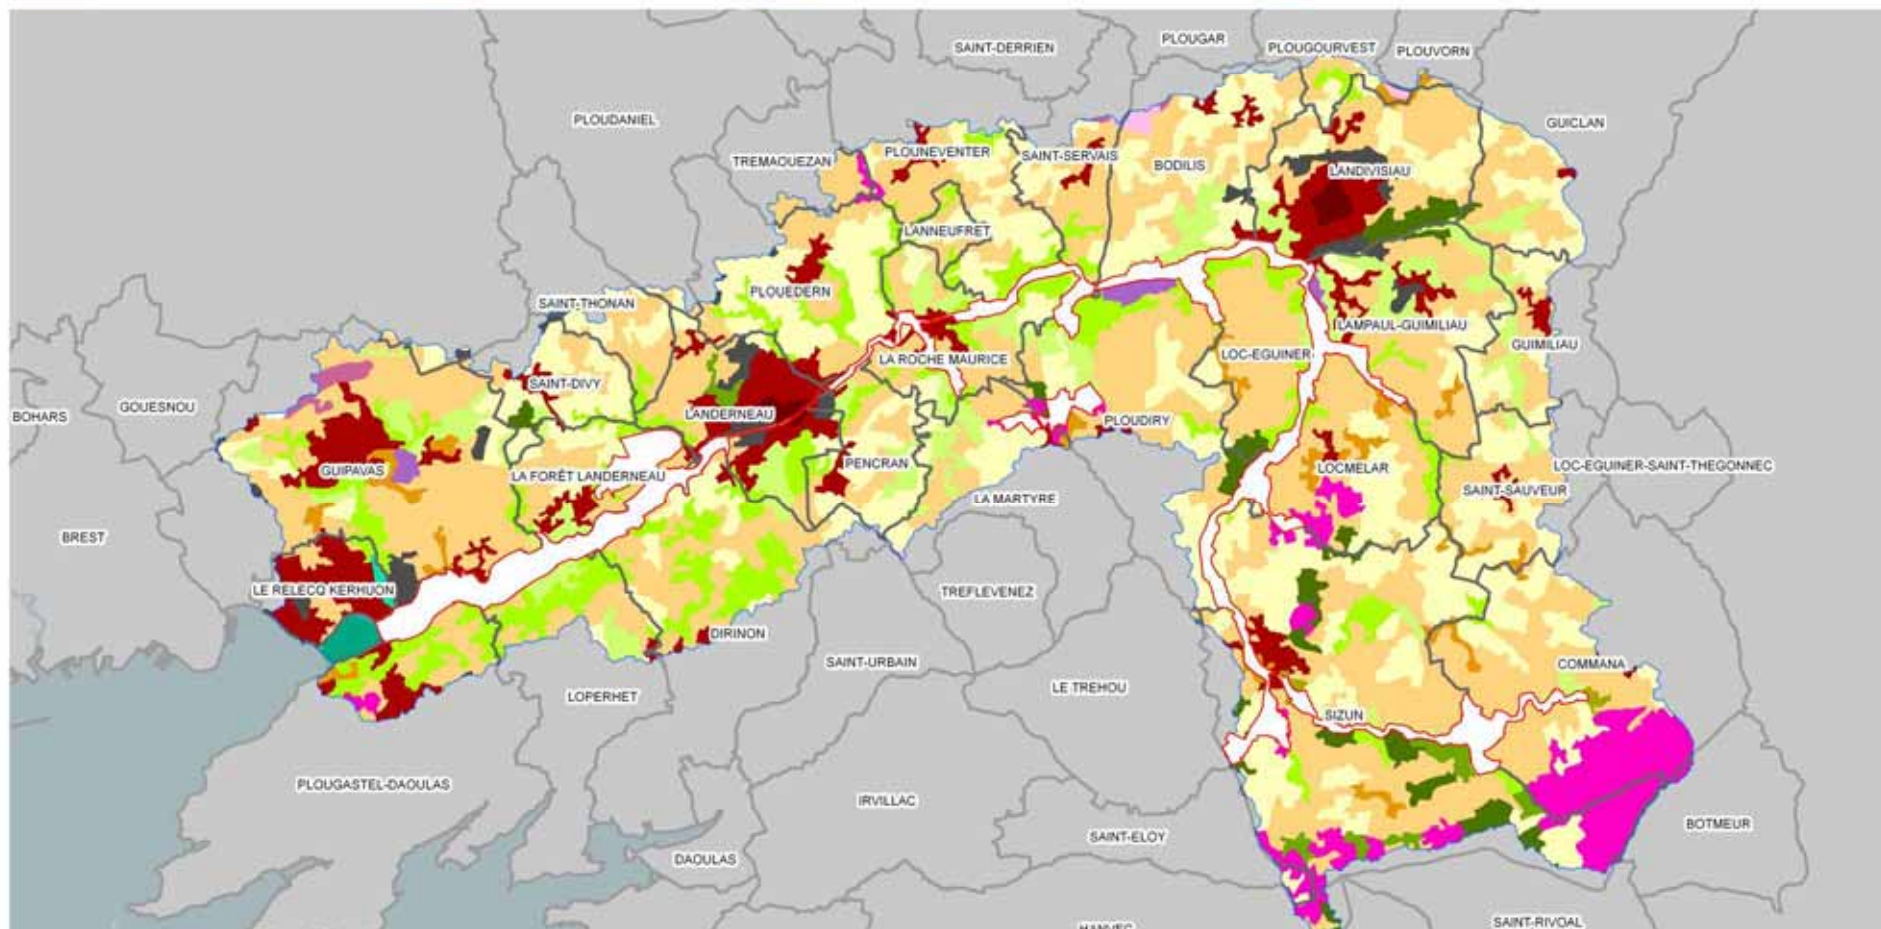 SAINT-DERRIEN
PLOUGAR
PLOUGOURVEST
PLOUVORN
PLOUDANIEL
GUICLAN
TREMAOUEZAN
PLOUNEVENTER
SAINT-SERVAIS
BODILIS
LANDIVISIAU
LANNEUFRET
PLOUEDERN
SAINT-THONAN
LAMPAUL-GUIMILIAU
GUIMILIAU
LA ROCHE MAURICE
LOC-EGUINER
SAINT-DIVY
GOUESNOU
BOHARS
LANDERNEAU
PLOUDIRY
GUIPAVAS
LA FORÊT LANDERNEAU
PENCRAN
LOCMELAR
LOC-EGUINER-SAINT-THEGONNEC
SAINT-SAUVEUR
LA MARTYRE
BREST
LE RELECQ KERHUON
TREFLEVENEZ
DIRINON
SAINT-URBAIN
COMMANA
LE TREHOU
LOPERHET
SIZUN
PLOUGASTEL-DAOULAS
IRVILLAC
BOTMEUR
SAINT-ELOY
DAOULAS
SAINT-RIVOAL
HANVEC